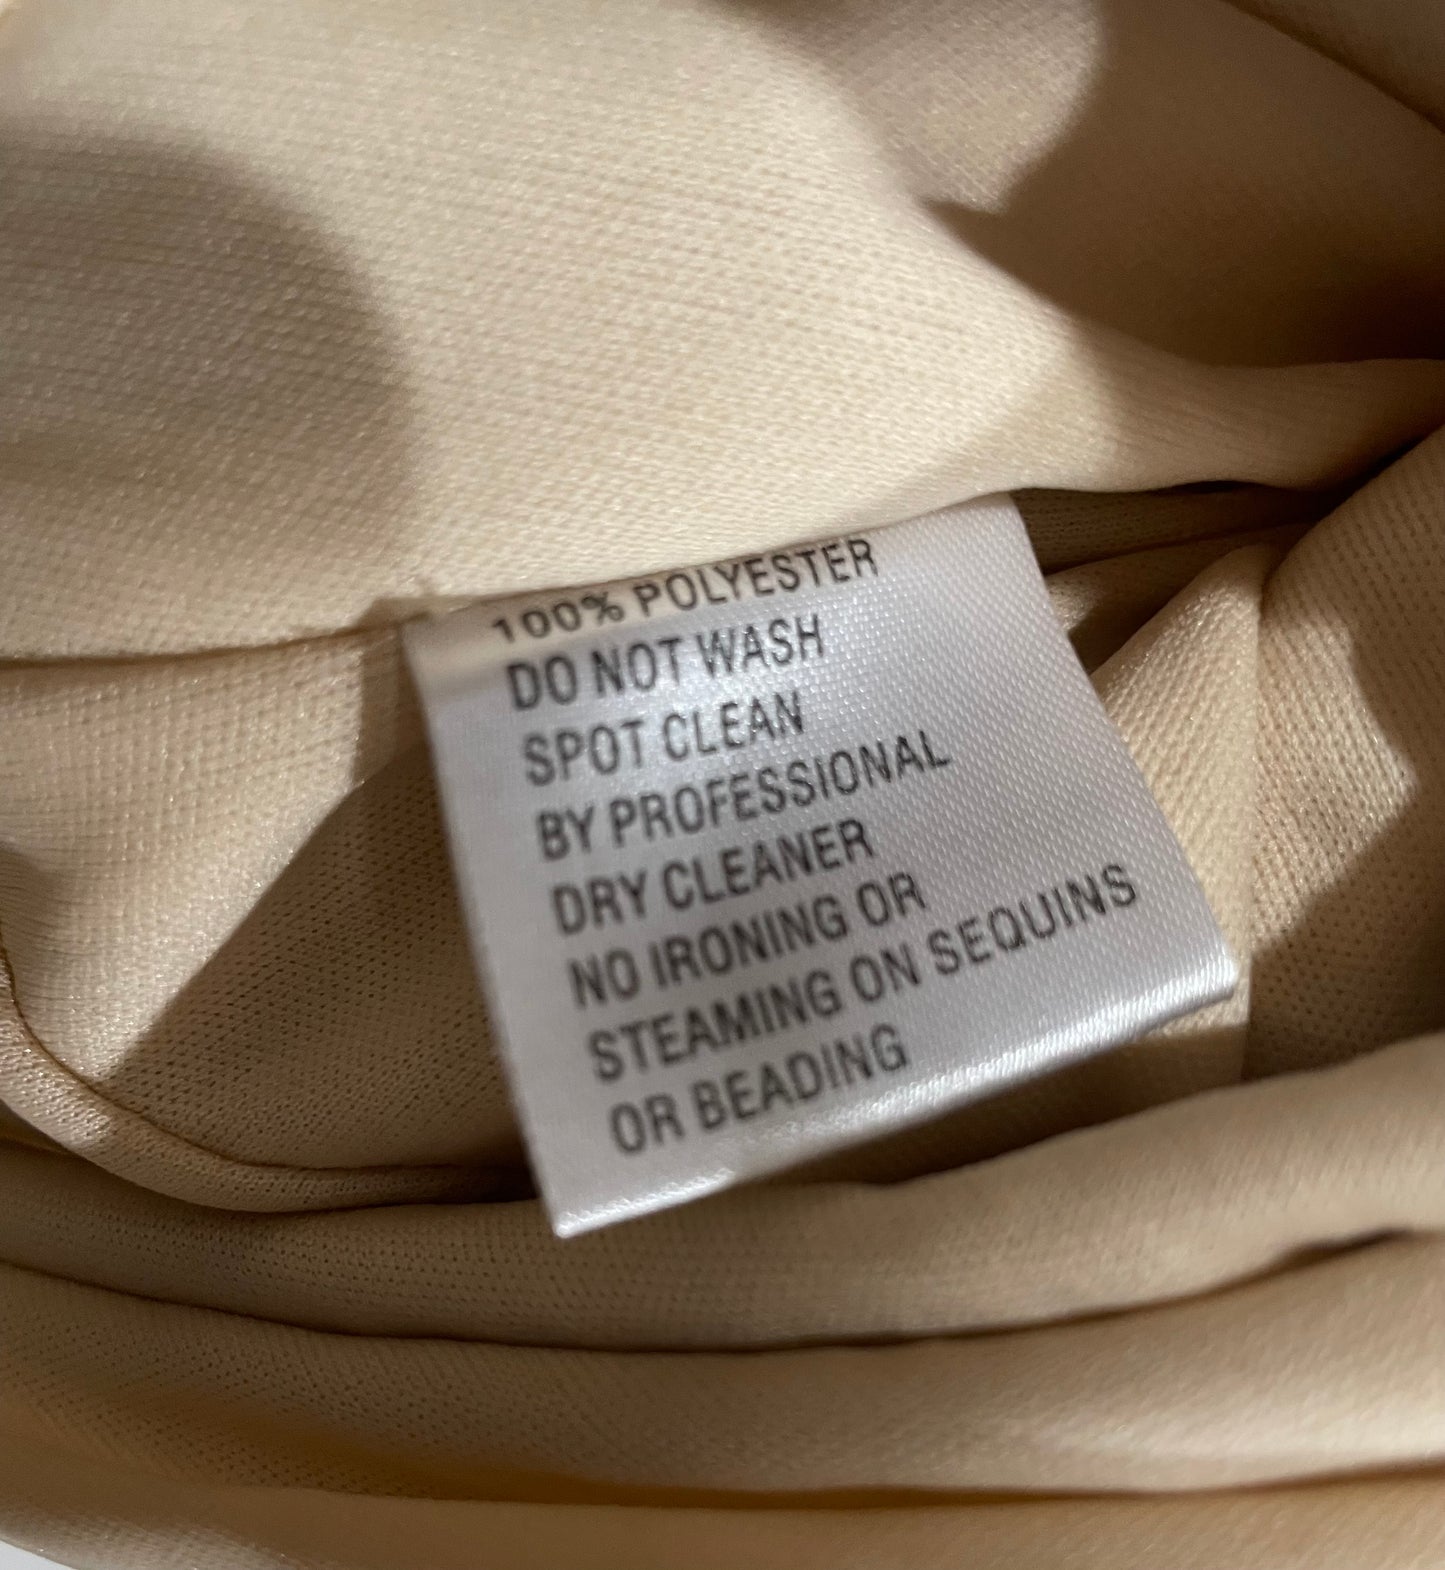 100% POLYESTER
DO NOT WASH
SPOT CLEAN
BY PROFESSIONAL
DRY CLEANER
NO IRONING OR
STEAMING ON SEQUINS
OR BEADING